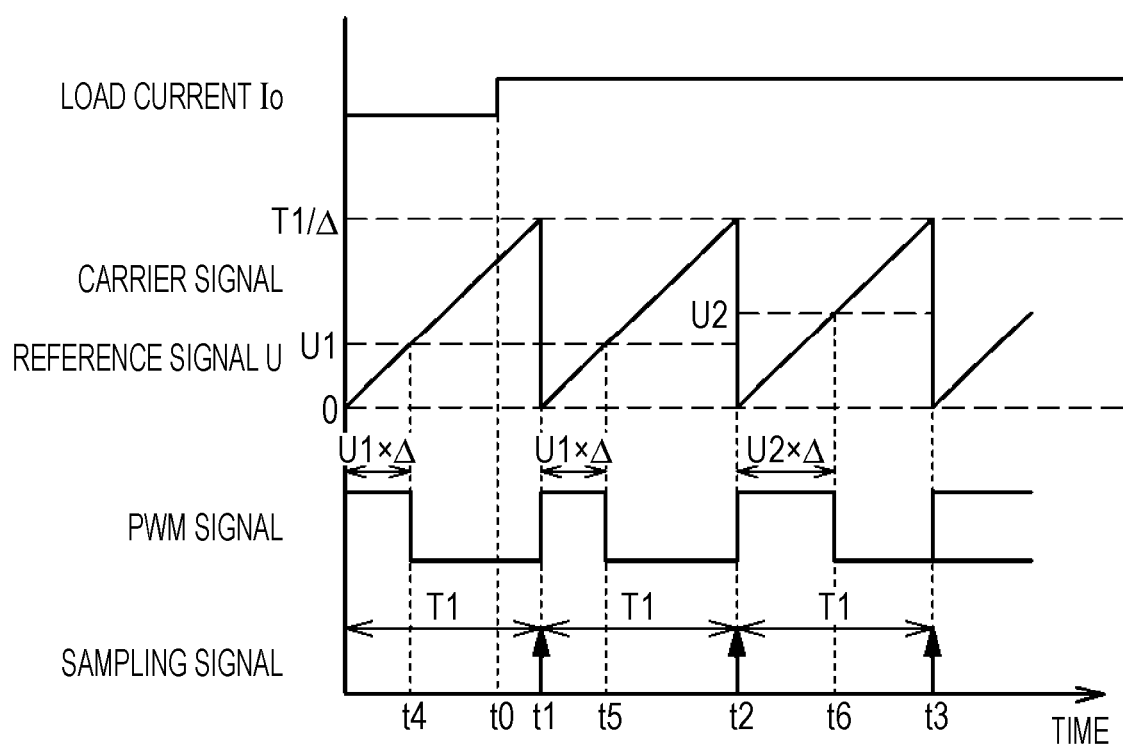 LOAD CURRENT Io
T1/Δ
CARRIER SIGNAL
U2
U1
REFERENCE SIGNAL U
0
U1×Δ U1×Δ U2×Δ
PWM SIGNAL
T1 T1 T1
SAMPLING SIGNAL
t4 t0 t1 t5 t2 t6 t3
TIME